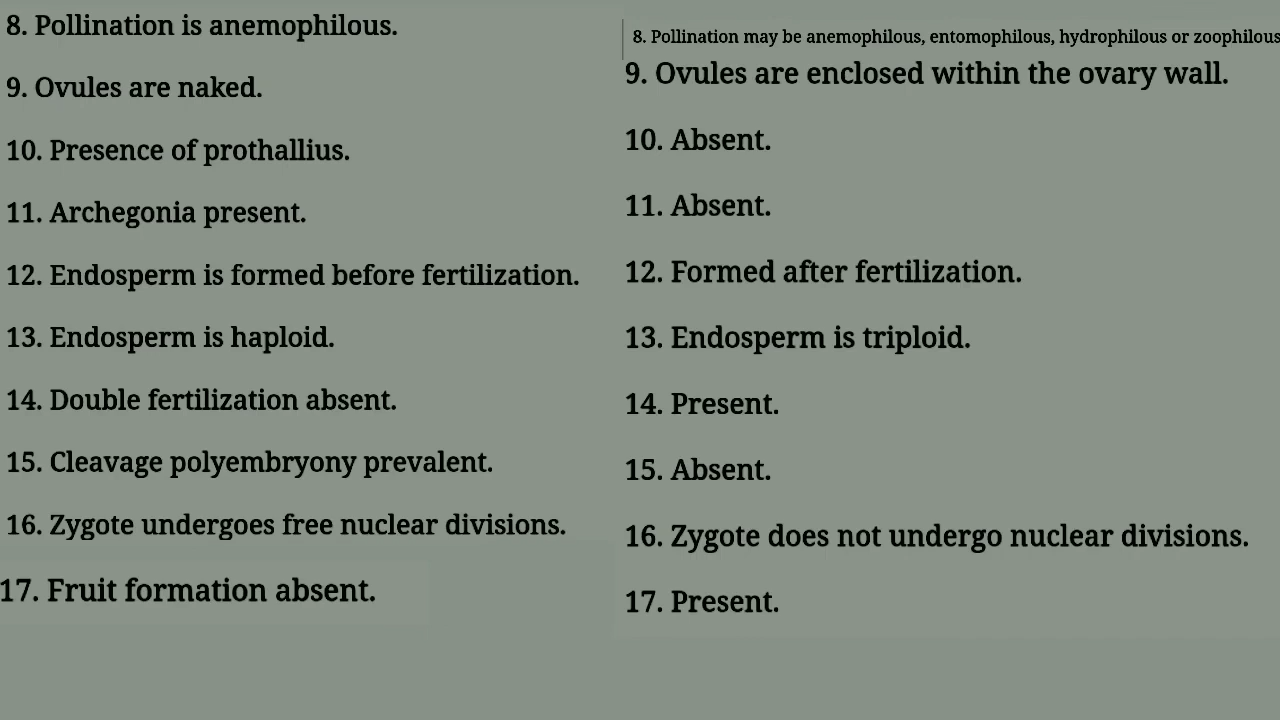 8. Pollination is anemophilous.
9. Ovules are naked.
10. Presence of prothallius.
11. Archegonia present.
12. Endosperm is formed before fertilization.
13. Endosperm is haploid.
14. Double fertilization absent.
15. Cleavage polyembryony prevalent.
16. Zygote undergoes free nuclear divisions.
17. Fruit formation absent.
8. Pollination may be anemophilous, entomophilous, hydrophilous or zoophilous
9. Ovules are enclosed within the ovary wall.
10. Absent.
11. Absent.
12. Formed after fertilization.
13. Endosperm is triploid.
14. Present.
15. Absent.
16. Zygote does not undergo nuclear divisions.
17. Present.